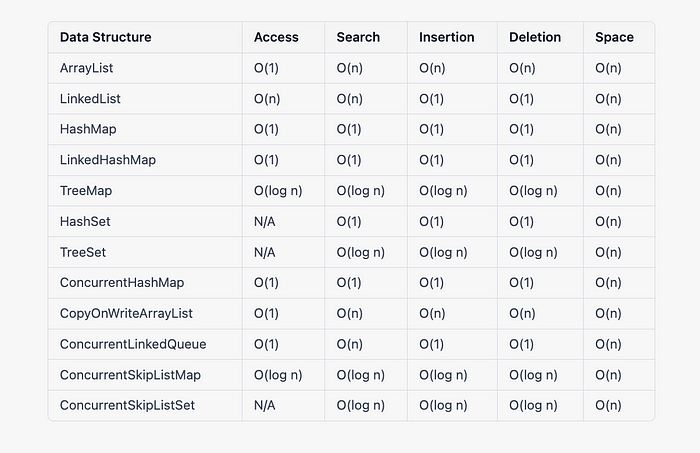 Data Structure Access Search Insertion Deletion Space
ArrayList O(1) O(n) O(n) O(n) O(n)
LinkedList O(n) O(n) O(1) O(1) O(n)
HashMap O(1) O(1) O(1) O(1) O(n)
LinkedHashMap O(1) O(1) O(1) O(1) O(n)
TreeMap O(log n) O(log n) O(log n) O(log n) O(n)
HashSet N/A O(1) O(1) O(1) O(n)
TreeSet N/A O(log n) O(log n) O(log n) O(n)
ConcurrentHashMap O(1) O(1) O(1) O(1) O(n)
CopyOnWriteArrayList O(1) O(n) O(n) O(n) O(n)
ConcurrentLinkedQueue O(1) O(n) O(1) O(1) O(n)
ConcurrentSkipListMap O(log n) O(log n) O(log n) O(log n) O(n)
ConcurrentSkipListSet N/A O(log n) O(log n) O(log n) O(n)